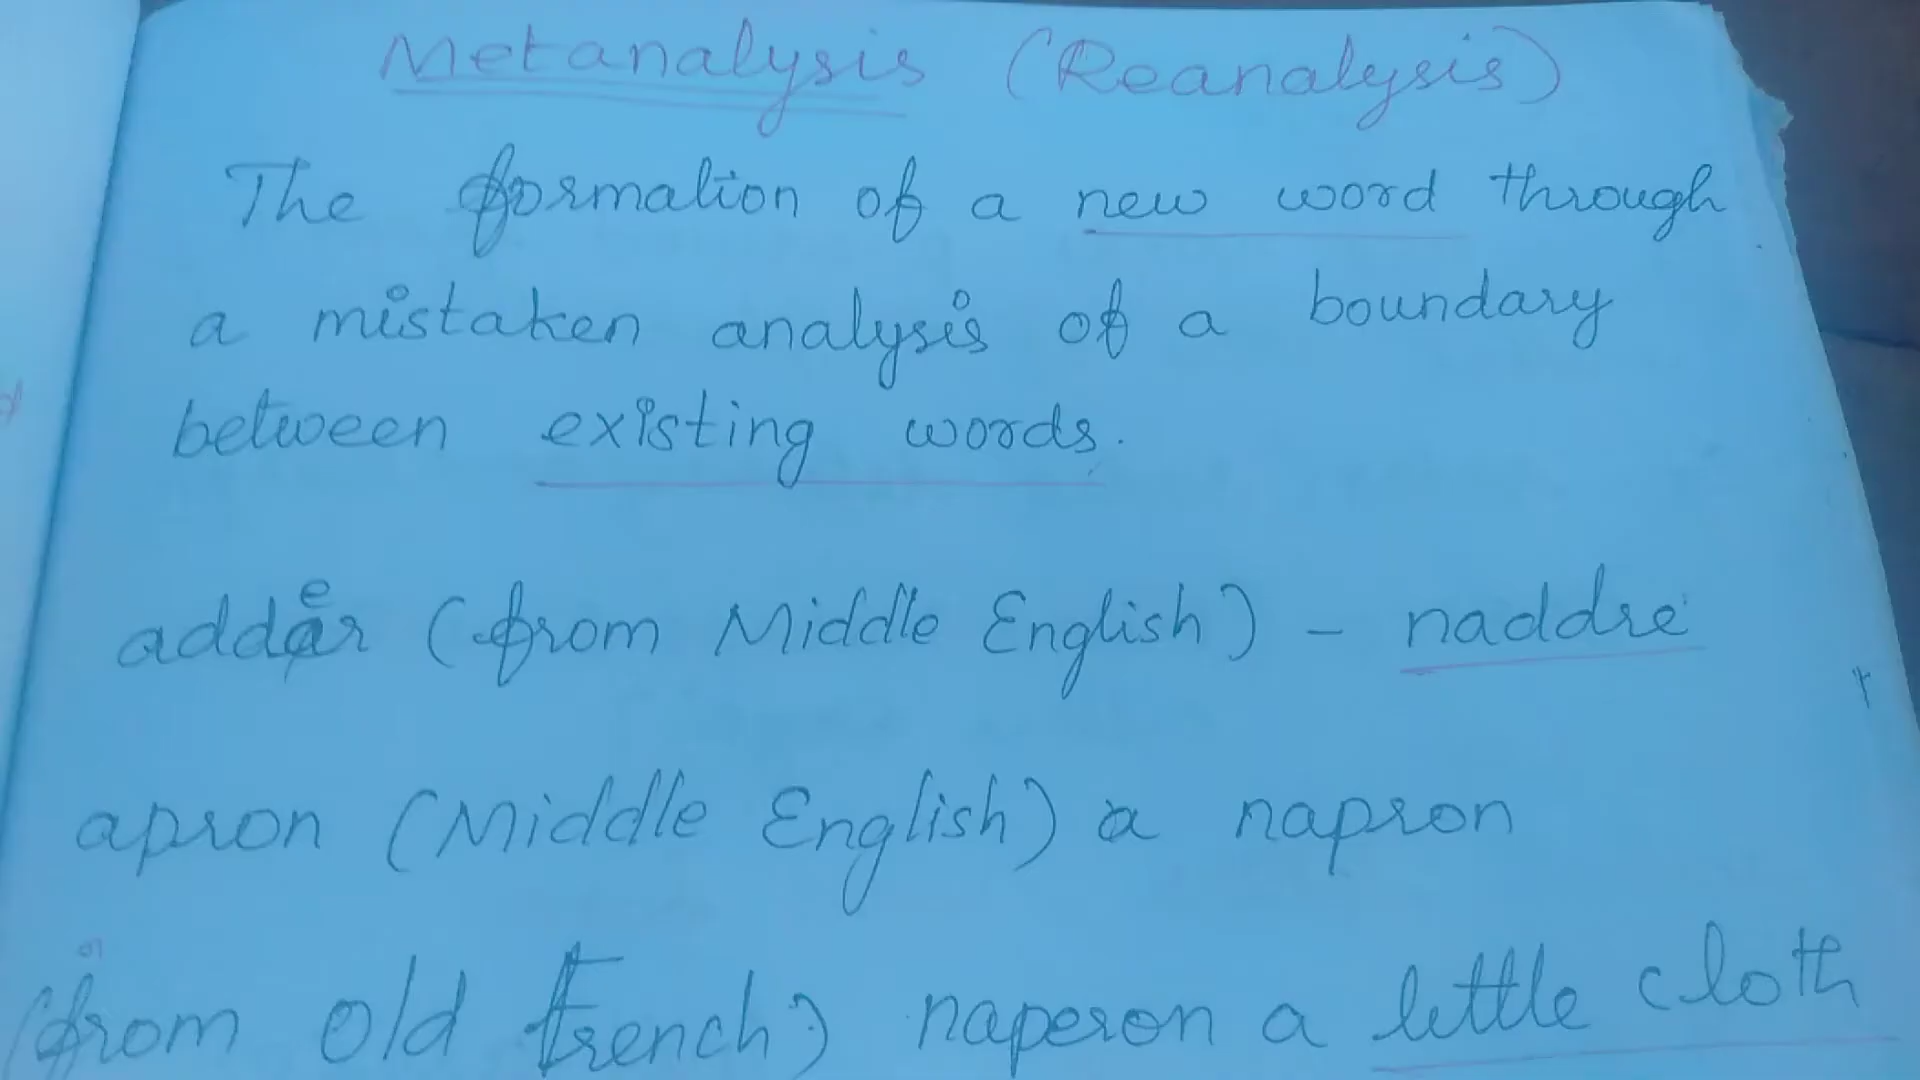 Metanalysis (Reanalysis)
The formation of a new word through
a mistaken analysis of a boundary
between existing words.
adder (from Middle English) - naddre
apron (Middle English) a napron
(from old French) naperon a little cloth